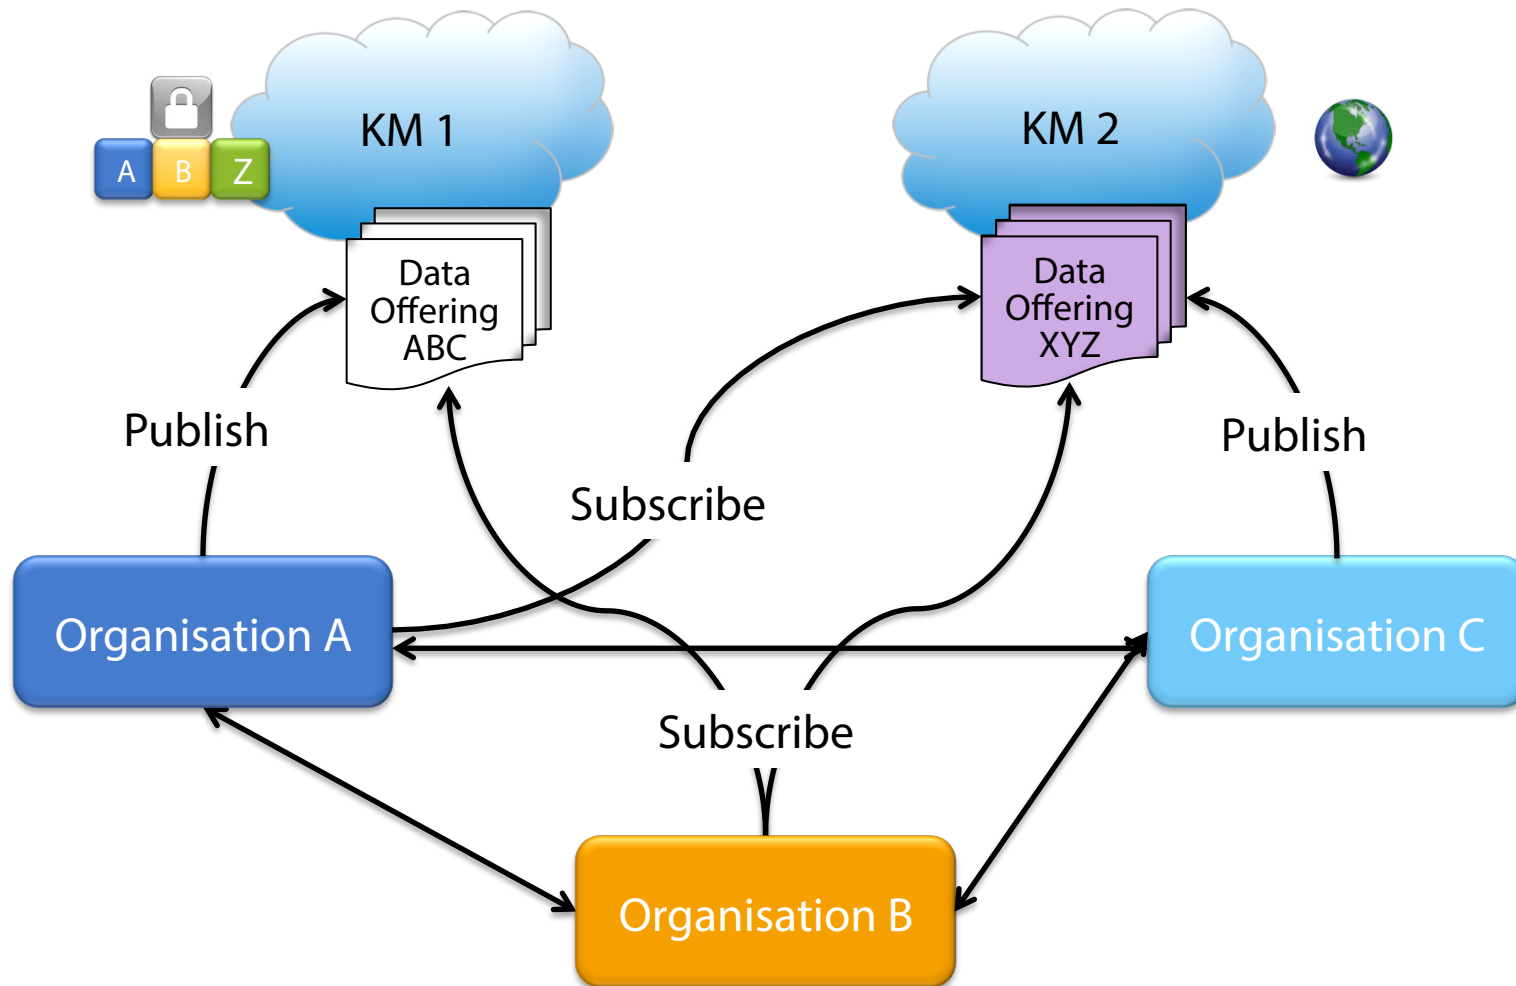 KM 1
KM 2
A
B
Z
Data
Offering
ABC
Data
Offering
XYZ
Publish
Subscribe
Publish
Organisation A
Organisation C
Subscribe
Organisation B